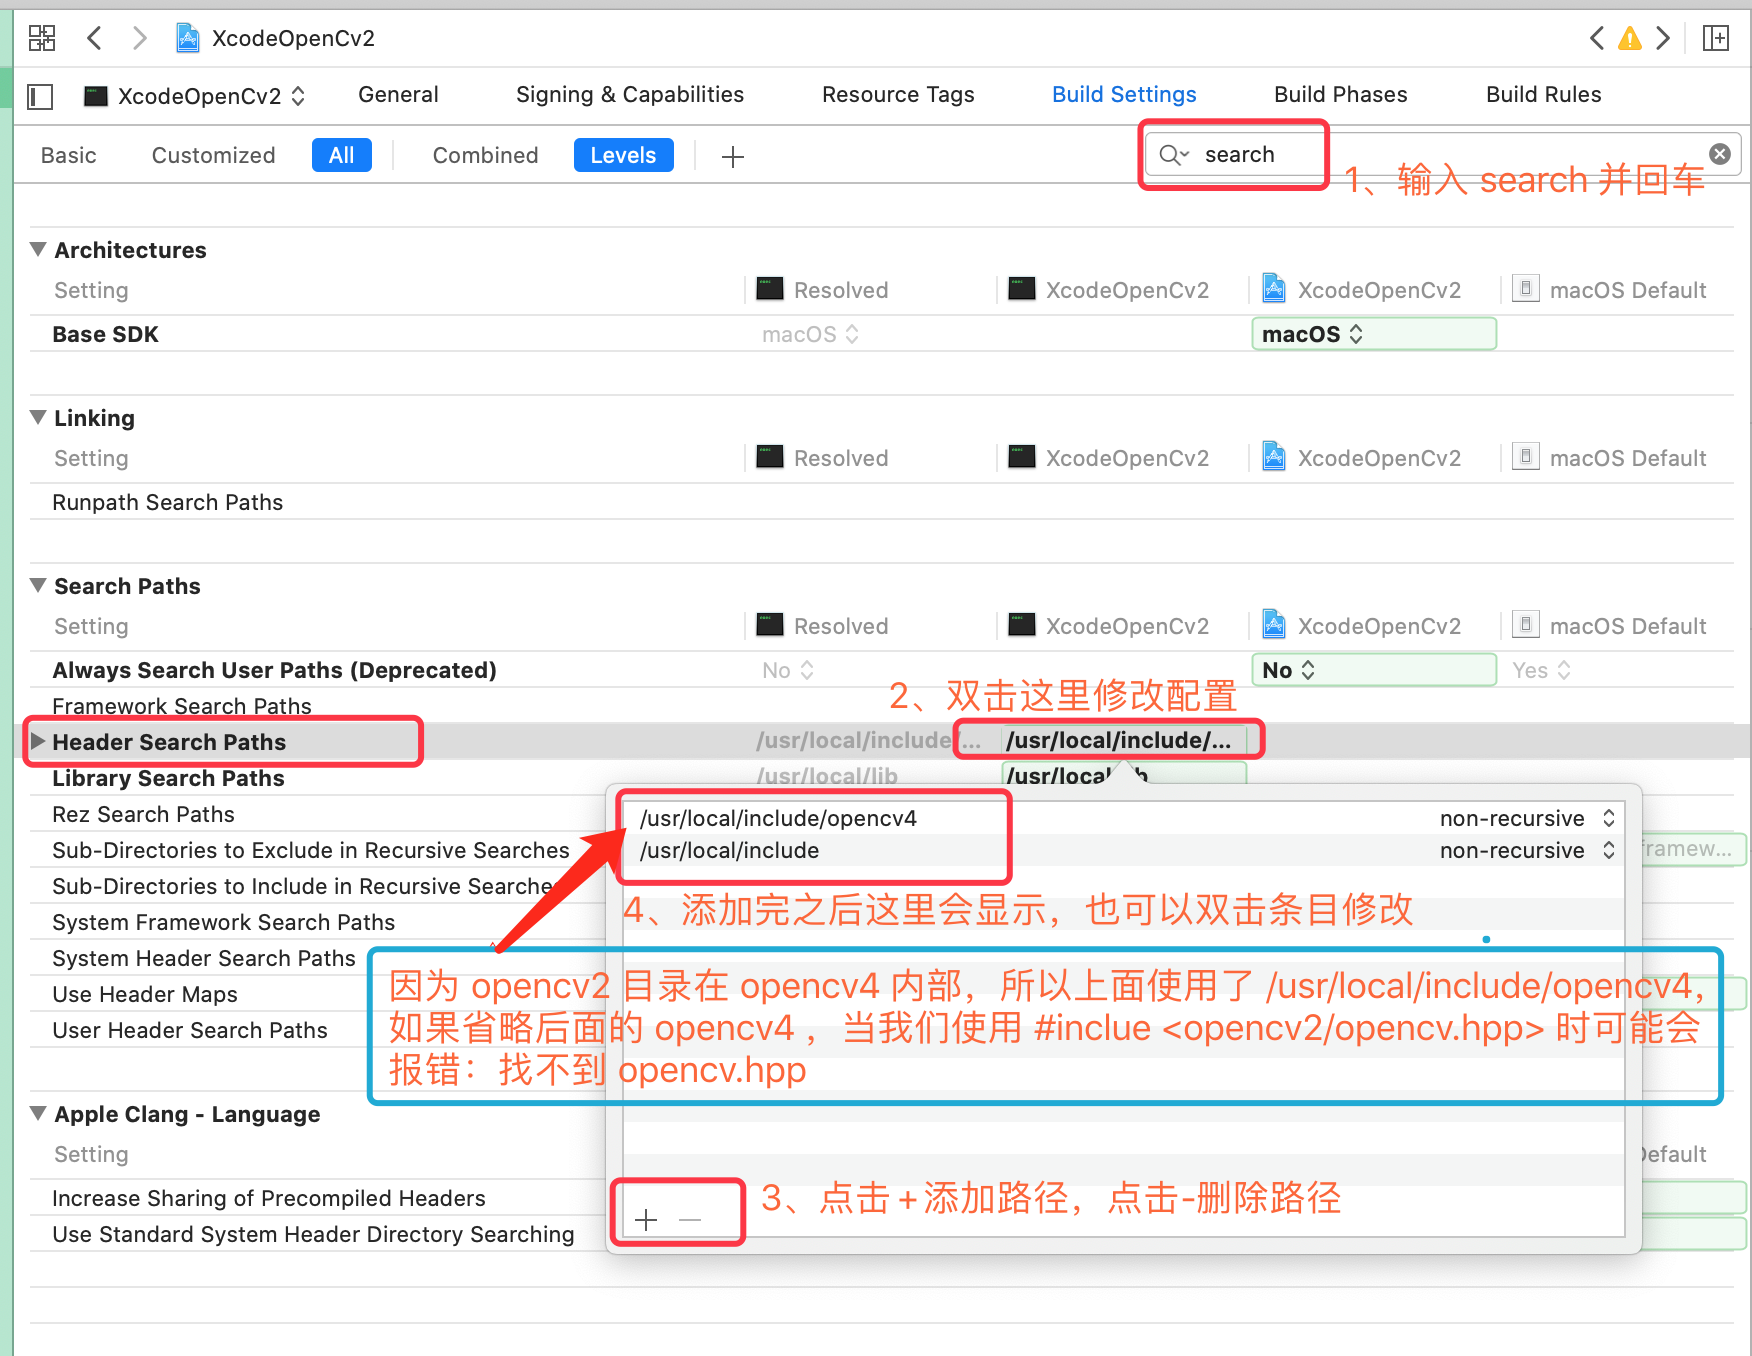 XcodeOpenCv2
XcodeOpenCv2 General Signing & Capabilities Resource Tags Build Settings Build Phases Build Rules
Basic Customized All Combined Levels search
1、输入 search 并回车
Architectures
Setting Resolved XcodeOpenCv2 XcodeOpenCv2 macOS Default
Base SDK macOS macOS
Linking
Setting Resolved XcodeOpenCv2 XcodeOpenCv2 macOS Default
Runpath Search Paths
Search Paths
Setting Resolved XcodeOpenCv2 XcodeOpenCv2 macOS Default
Always Search User Paths (Deprecated) No No Yes
2、双击这里修改配置
Framework Search Paths
Header Search Paths /usr/local/include/... /usr/local/include/...
Library Search Paths /usr/local/lib /usr/local b
Rez Search Paths /usr/local/include/opencv4 non-recursive
Sub-Directories to Exclude in Recursive Searches /usr/local/include non-recursive framew...
Sub-Directories to Include in Recursive Searches
4、添加完之后这里会显示，也可以双击条目修改
System Framework Search Paths
System Header Search Paths
Use Header Maps
User Header Search Paths
因为 opencv2 目录在 opencv4 内部，所以上面使用了 /usr/local/include/opencv4，
如果省略后面的 opencv4 ，当我们使用 #inclue <opencv2/opencv.hpp> 时可能会
报错：找不到 opencv.hpp
Apple Clang - Language
Setting Default
Increase Sharing of Precompiled Headers
3、点击+添加路径，点击-删除路径
Use Standard System Header Directory Searching